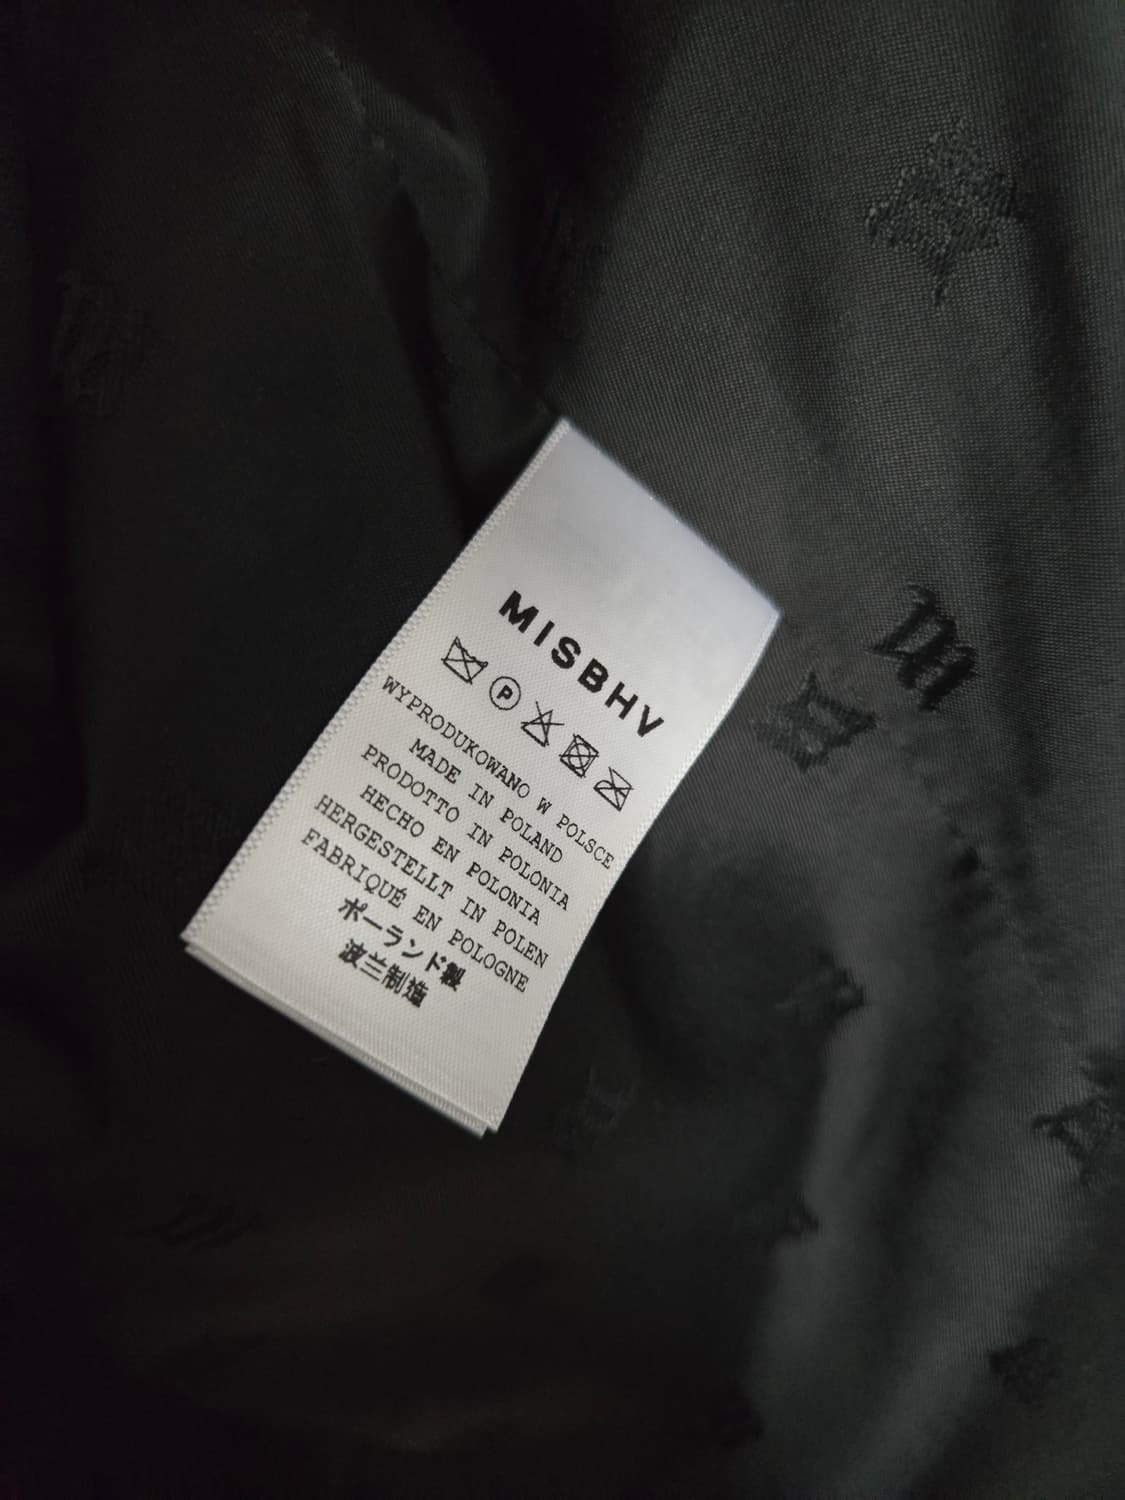 MISBHV
P
WYPRODUKOWANO W POLSCE
MADE IN POLAND
PRODOTTO IN POLONIA
HECHO EN POLONIA
HERGESTELLT IN POLEN
FABRIQUÉ EN POLOGNE
ポーランド製
波兰制造